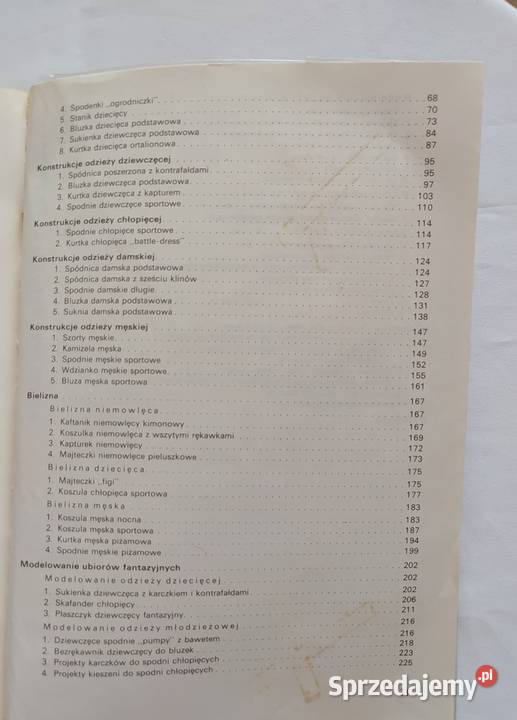 4. Spodenki „ogrodniczki” 68
5. Stanik dziecięcy 70
6. Bluzka dziecięca podstawowa 73
7. Sukienka dziewczęca podstawowa 84
8. Kurtka dziecięca ortalionowa 87
Konstrukcje odzieży dziewczęcej 95
1. Spódnica poszerzona z kontrafałdami 95
2. Bluzka dziewczęca podstawowa 97
3. Kurtka dziewczęca z kapturem 103
4. Spodnie dziewczęce sportowe 110
Konstrukcje odzieży chłopięcej 114
1. Spodnie chłopięce sportowe 114
2. Kurtka chłopięca „battle-dress” 117
Konstrukcje odzieży damskiej 124
1. Spódnica damska podstawowa 124
2. Spódnica damska z sześciu klinów 127
3. Spodnie damskie długie 128
4. Bluzka damska podstawowa 131
5. Suknia damska podstawowa 138
Konstrukcje odzieży męskiej 147
1. Szorty męskie 147
2. Kamizela męska 149
3. Spodnie męskie sportowe 152
4. Wdzianko męskie sportowe 155
5. Bluza męska sportowa 161
Bielizna 167
Bielizna niemowlęca 167
1. Kaftanik niemowlęcy kimonowy 167
2. Koszulka niemowlęca z wszytymi rękawkami 169
3. Kapturek niemowlęcy 172
4. Majteczki niemowlęce pieluszkowe 173
Bielizna dziecięca 175
1. Majteczki „figi” 175
2. Koszula chłopięca sportowa 177
Bielizna męska 183
1. Koszula męska nocna 183
2. Koszula męska sportowa 187
3. Kurtka męska piżamowa 194
4. Spodnie męskie piżamowe 199
Modelowanie ubiorów fantazyjnych 202
Modelowanie odzieży dziecięcej 202
1. Sukienka dziewczęca z karczkiem i kontrafałdami 202
2. Skafander chłopięcy 206
3. Płaszczyk dziewczęcy fantazyjny 211
Modelowanie odzieży młodzieżowej 216
1. Dziewczęce spodnie „pumpy” z bawetem 216
2. Bezrękawnik dziewczęcy do bluzek 218
3. Projekty karczków do spodni chłopięcych 223
4. Projekty kieszeni do spodni chłopięcych 225
Sprzedajemy.pl